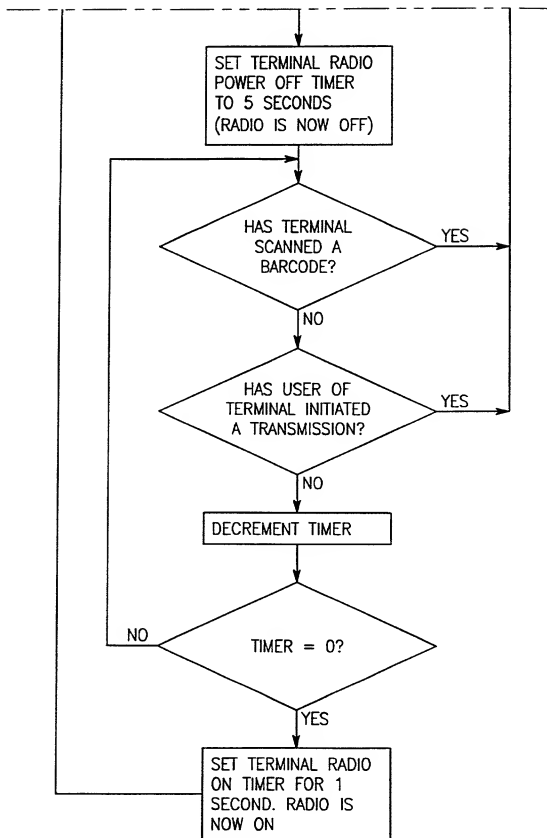 SET TERMINAL RADIO
POWER OFF TIMER
TO 5 SECONDS
(RADIO IS NOW OFF)
HAS TERMINAL
SCANNED A
BARCODE?
YES
NO
HAS USER OF
TERMINAL INITIATED
A TRANSMISSION?
YES
NO
DECREMENT TIMER
NO
TIMER = 0?
YES
SET TERMINAL RADIO
ON TIMER FOR 1
SECOND. RADIO IS
NOW ON